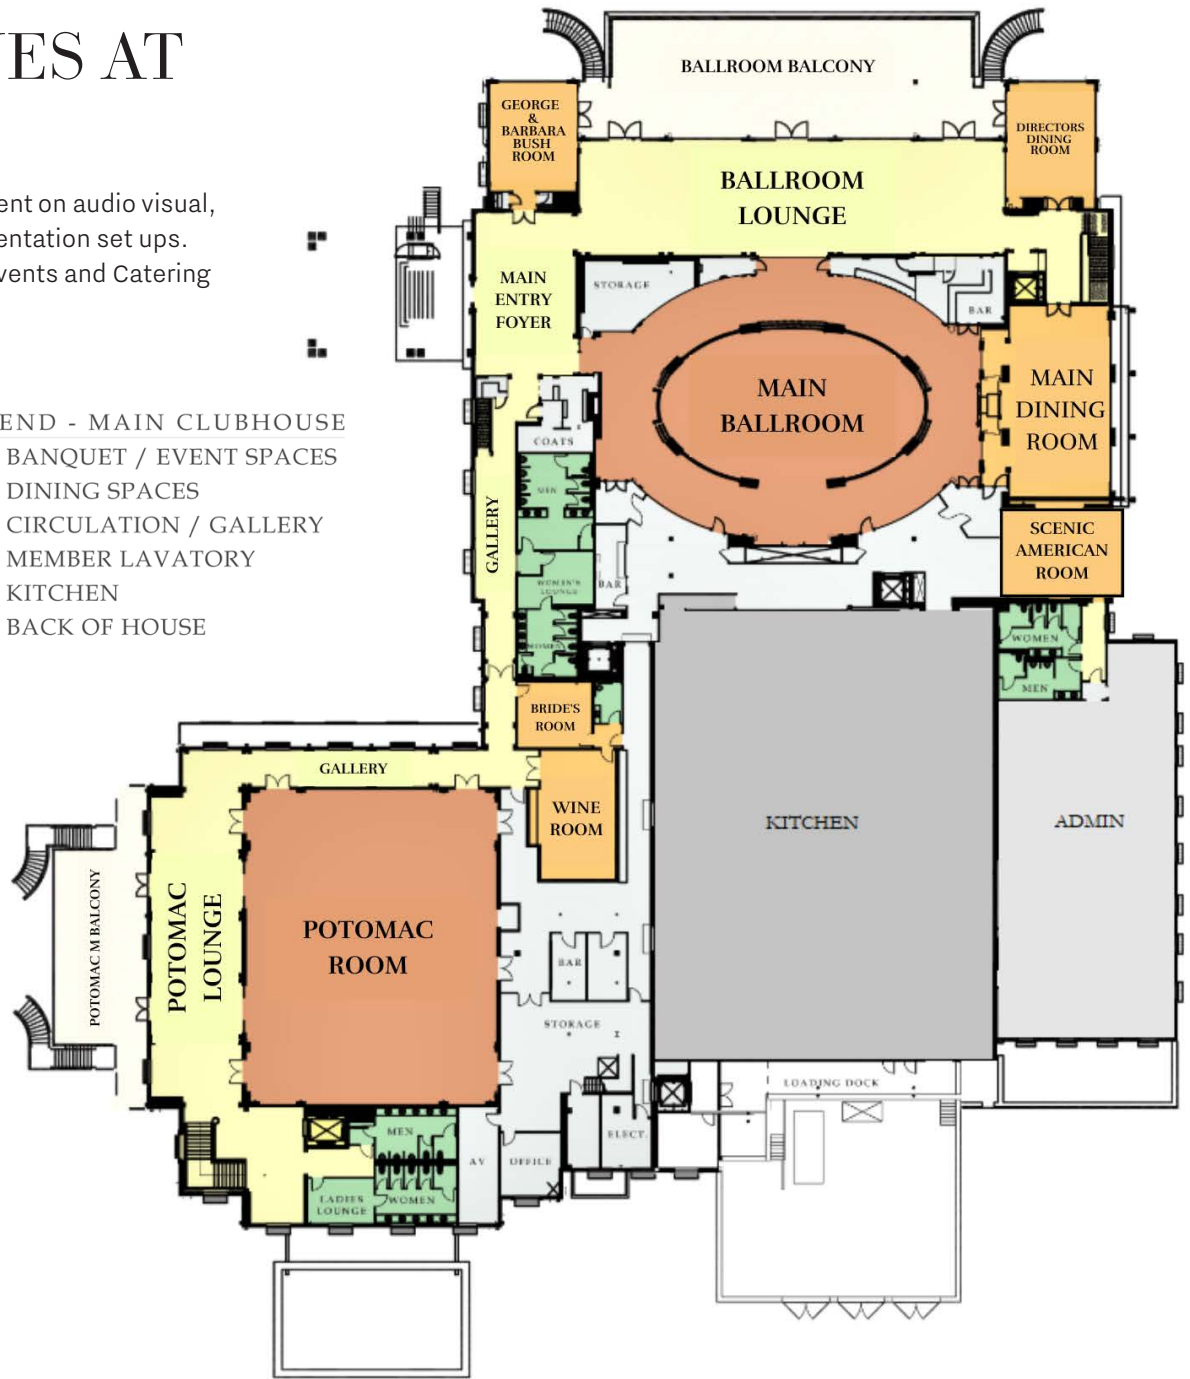 VES AT
ent on audio visual,
entation set ups.
vents and Catering
END - MAIN CLUBHOUSE
BANQUET / EVENT SPACES
DINING SPACES
CIRCULATION / GALLERY
MEMBER LAVATORY
KITCHEN
BACK OF HOUSE
BALLROOM BALCONY
GEORGE
&
BARBARA
BUSH
ROOM
DIRECTORS
DINING
ROOM
BALLROOM
LOUNGE
MAIN
ENTRY
FOYER
STORAGE
BAR
MAIN
BALLROOM
MAIN
DINING
ROOM
COATS
MEN
GALLERY
WOMEN'S
LOUNGE
BAR
WOMEN
SCENIC
AMERICAN
ROOM
WOMEN
MEN
BRIDE'S
ROOM
GALLERY
WINE
ROOM
KITCHEN
ADMIN
POTOMAC M BALCONY
POTOMAC
LOUNGE
POTOMAC
ROOM
BAR
STORAGE
LOADING DOCK
MEN
AV
OFFICE
ELECT.
LADIES
LOUNGE
WOMEN